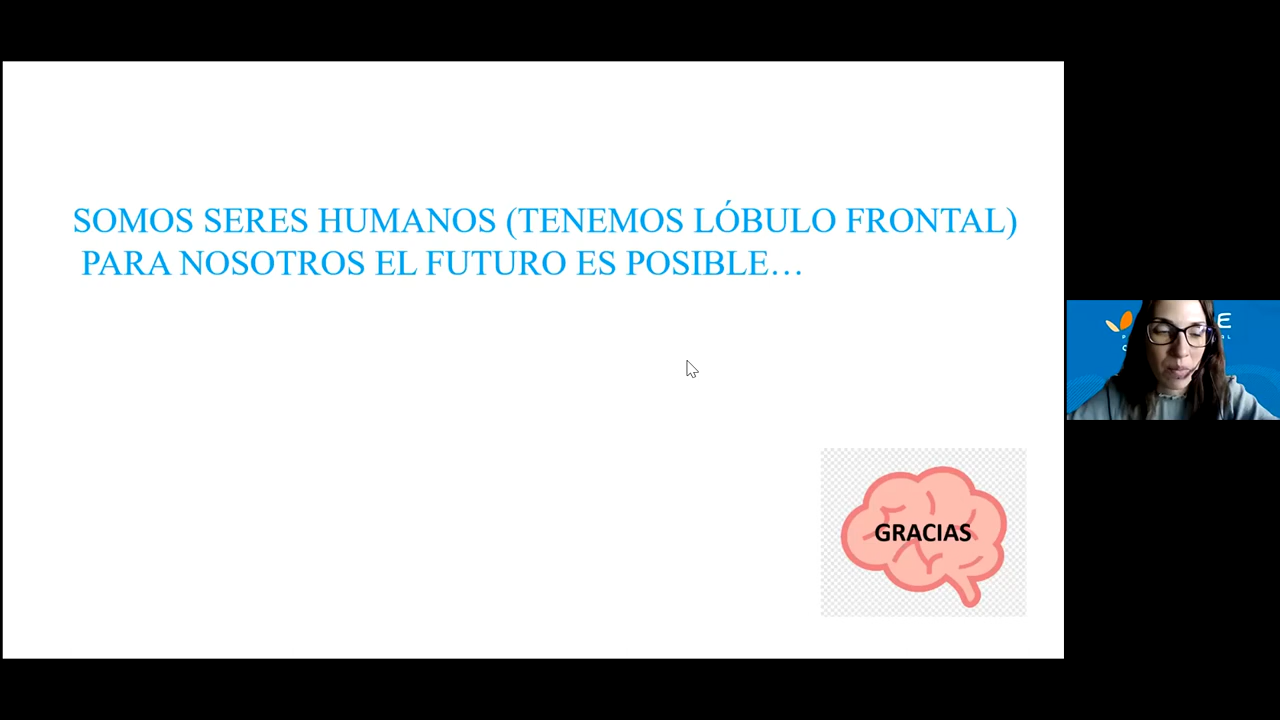 SOMOS SERES HUMANOS (TENEMOS LÓBULO FRONTAL)
PARA NOSOTROS EL FUTURO ES POSIBLE…
GRACIAS